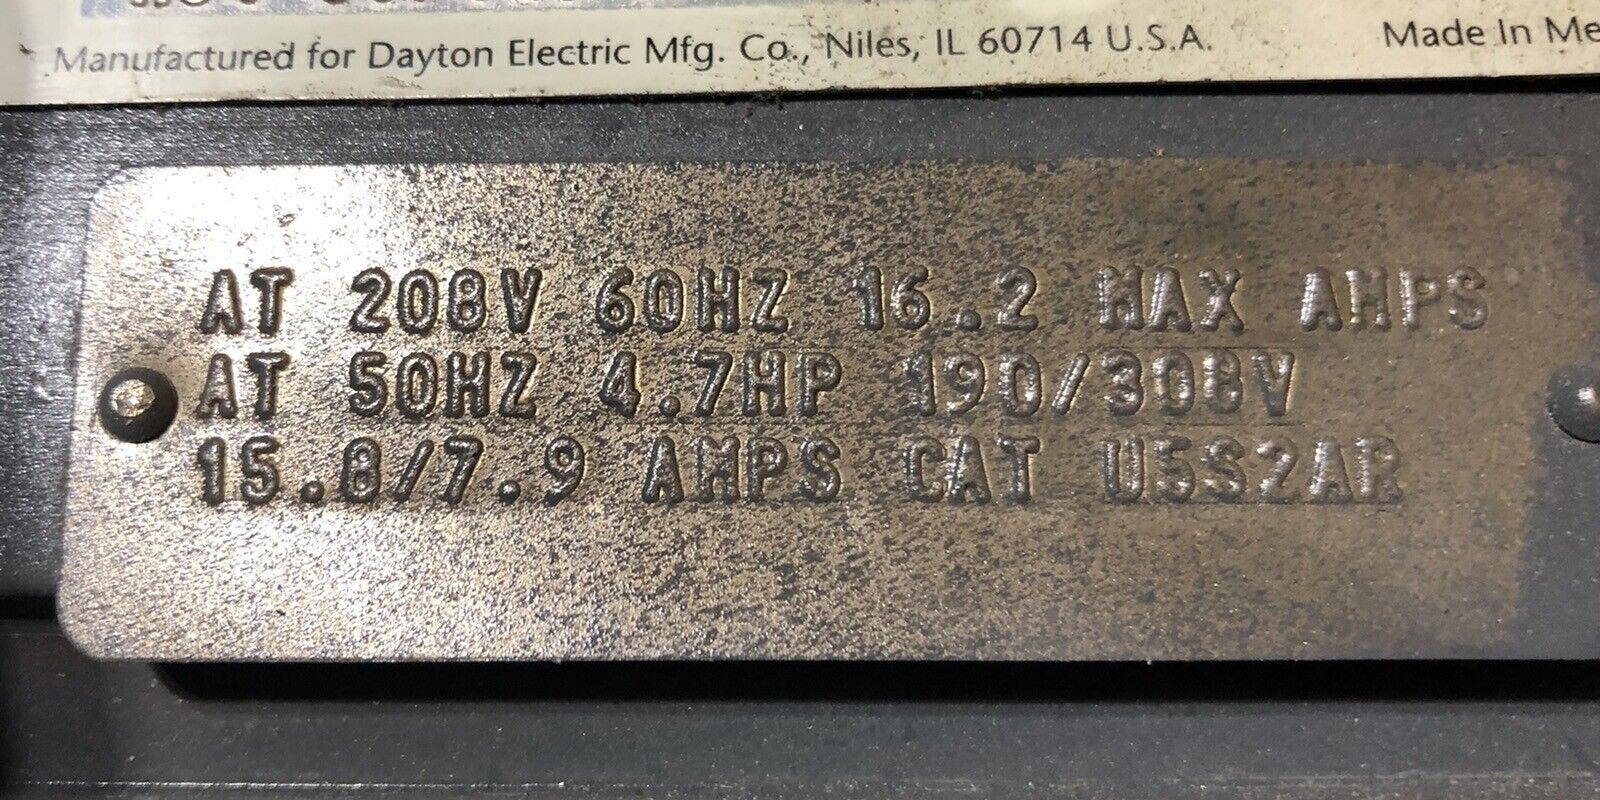 Manufactured for Dayton Electric Mfg. Co., Niles, IL 60714 U.S.A. Made In Me
AT 208V 60HZ 16.2 MAX AMPS
AT 50HZ 4.7HP 190/308V
15.8/7.9 AMPS CAT U5S2AR